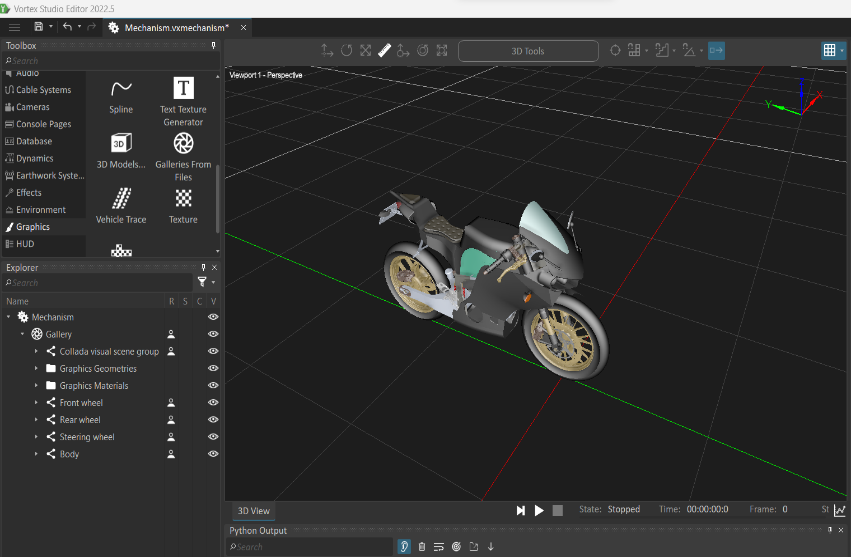 Vortex Studio Editor 2022.5
Mechanism.vxmechanism*
Toolbox
Search
Audio
Cable Systems
Cameras
Console Pages
Database
Dynamics
Earthwork Syste...
Effects
Environment
Graphics
HUD
Spline
Text Texture
Generator
3D
3D Models...
Galleries From
Files
Vehicle Trace
Texture
Explorer
Search
Name R S C V
Mechanism
Gallery
Collada visual scene group
Graphics Geometries
Graphics Materials
Front wheel
Rear wheel
Steering wheel
Body
3D Tools
Viewport 1 - Perspective
Y
X
3D View
State: Stopped Time: 00:00:00:0 Frame: 0 St
Python Output
Search